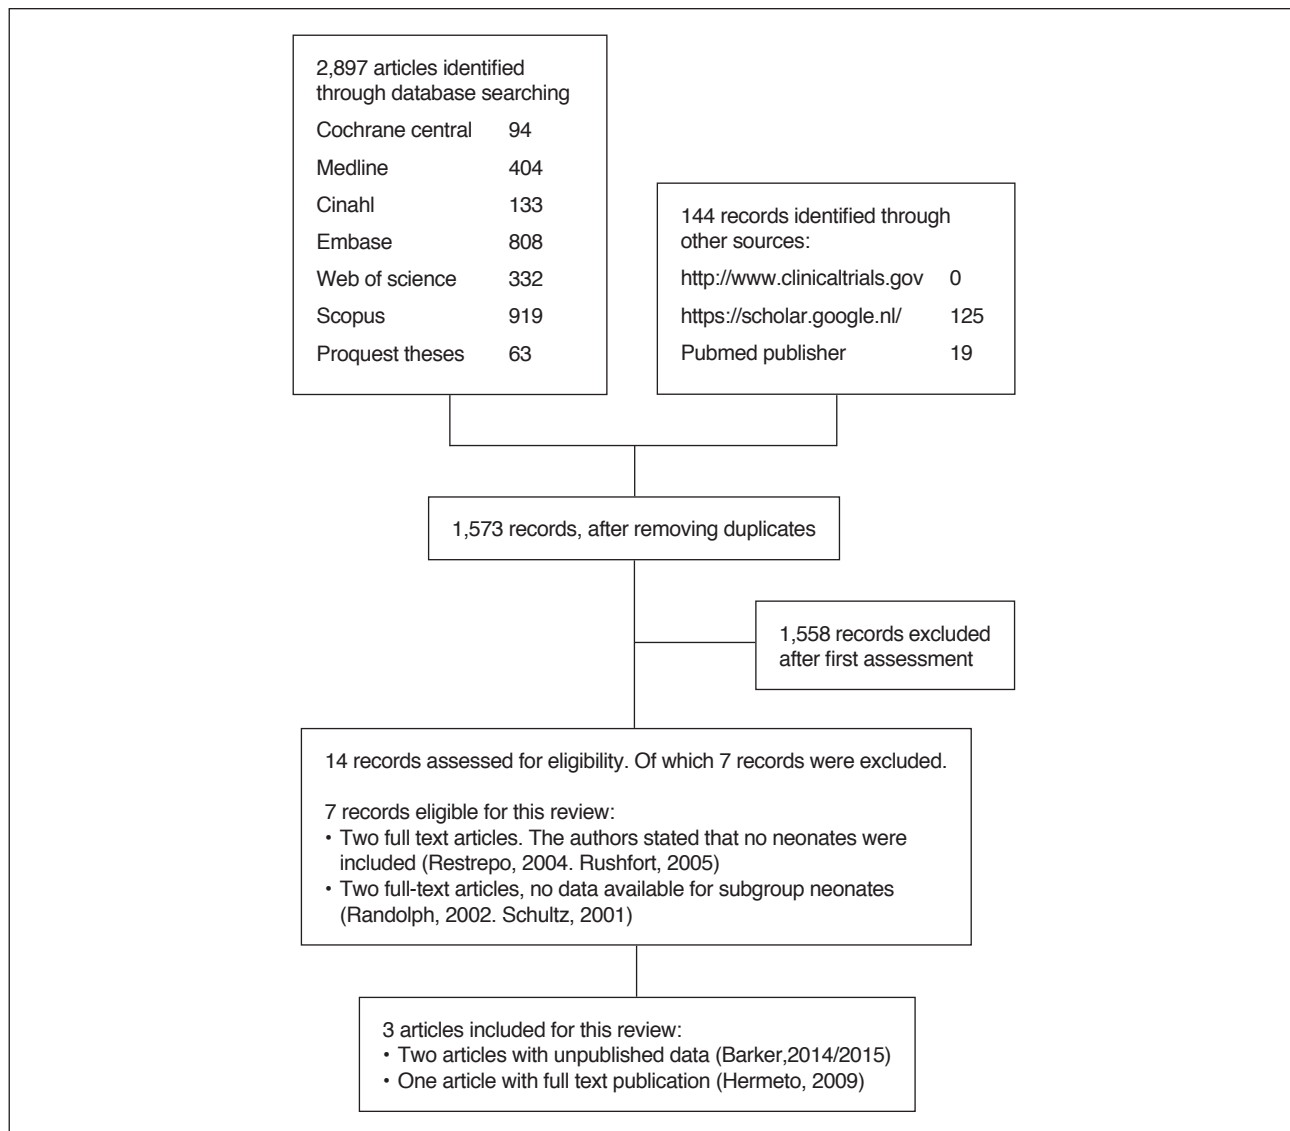 2,897 articles identified
through database searching
Cochrane central 94
Medline 404
Cinahl 133
Embase 808
Web of science 332
Scopus 919
Proquest theses 63
144 records identified through
other sources:
http://www.clinicaltrials.gov 0
https://scholar.google.nl/ 125
Pubmed publisher 19
1,573 records, after removing duplicates
1,558 records excluded
after first assessment
14 records assessed for eligibility. Of which 7 records were excluded.
7 records eligible for this review:
• Two full text articles. The authors stated that no neonates were
included (Restrepo, 2004. Rushfort, 2005)
• Two full-text articles, no data available for subgroup neonates
(Randolph, 2002. Schultz, 2001)
3 articles included for this review:
• Two articles with unpublished data (Barker,2014/2015)
• One article with full text publication (Hermeto, 2009)